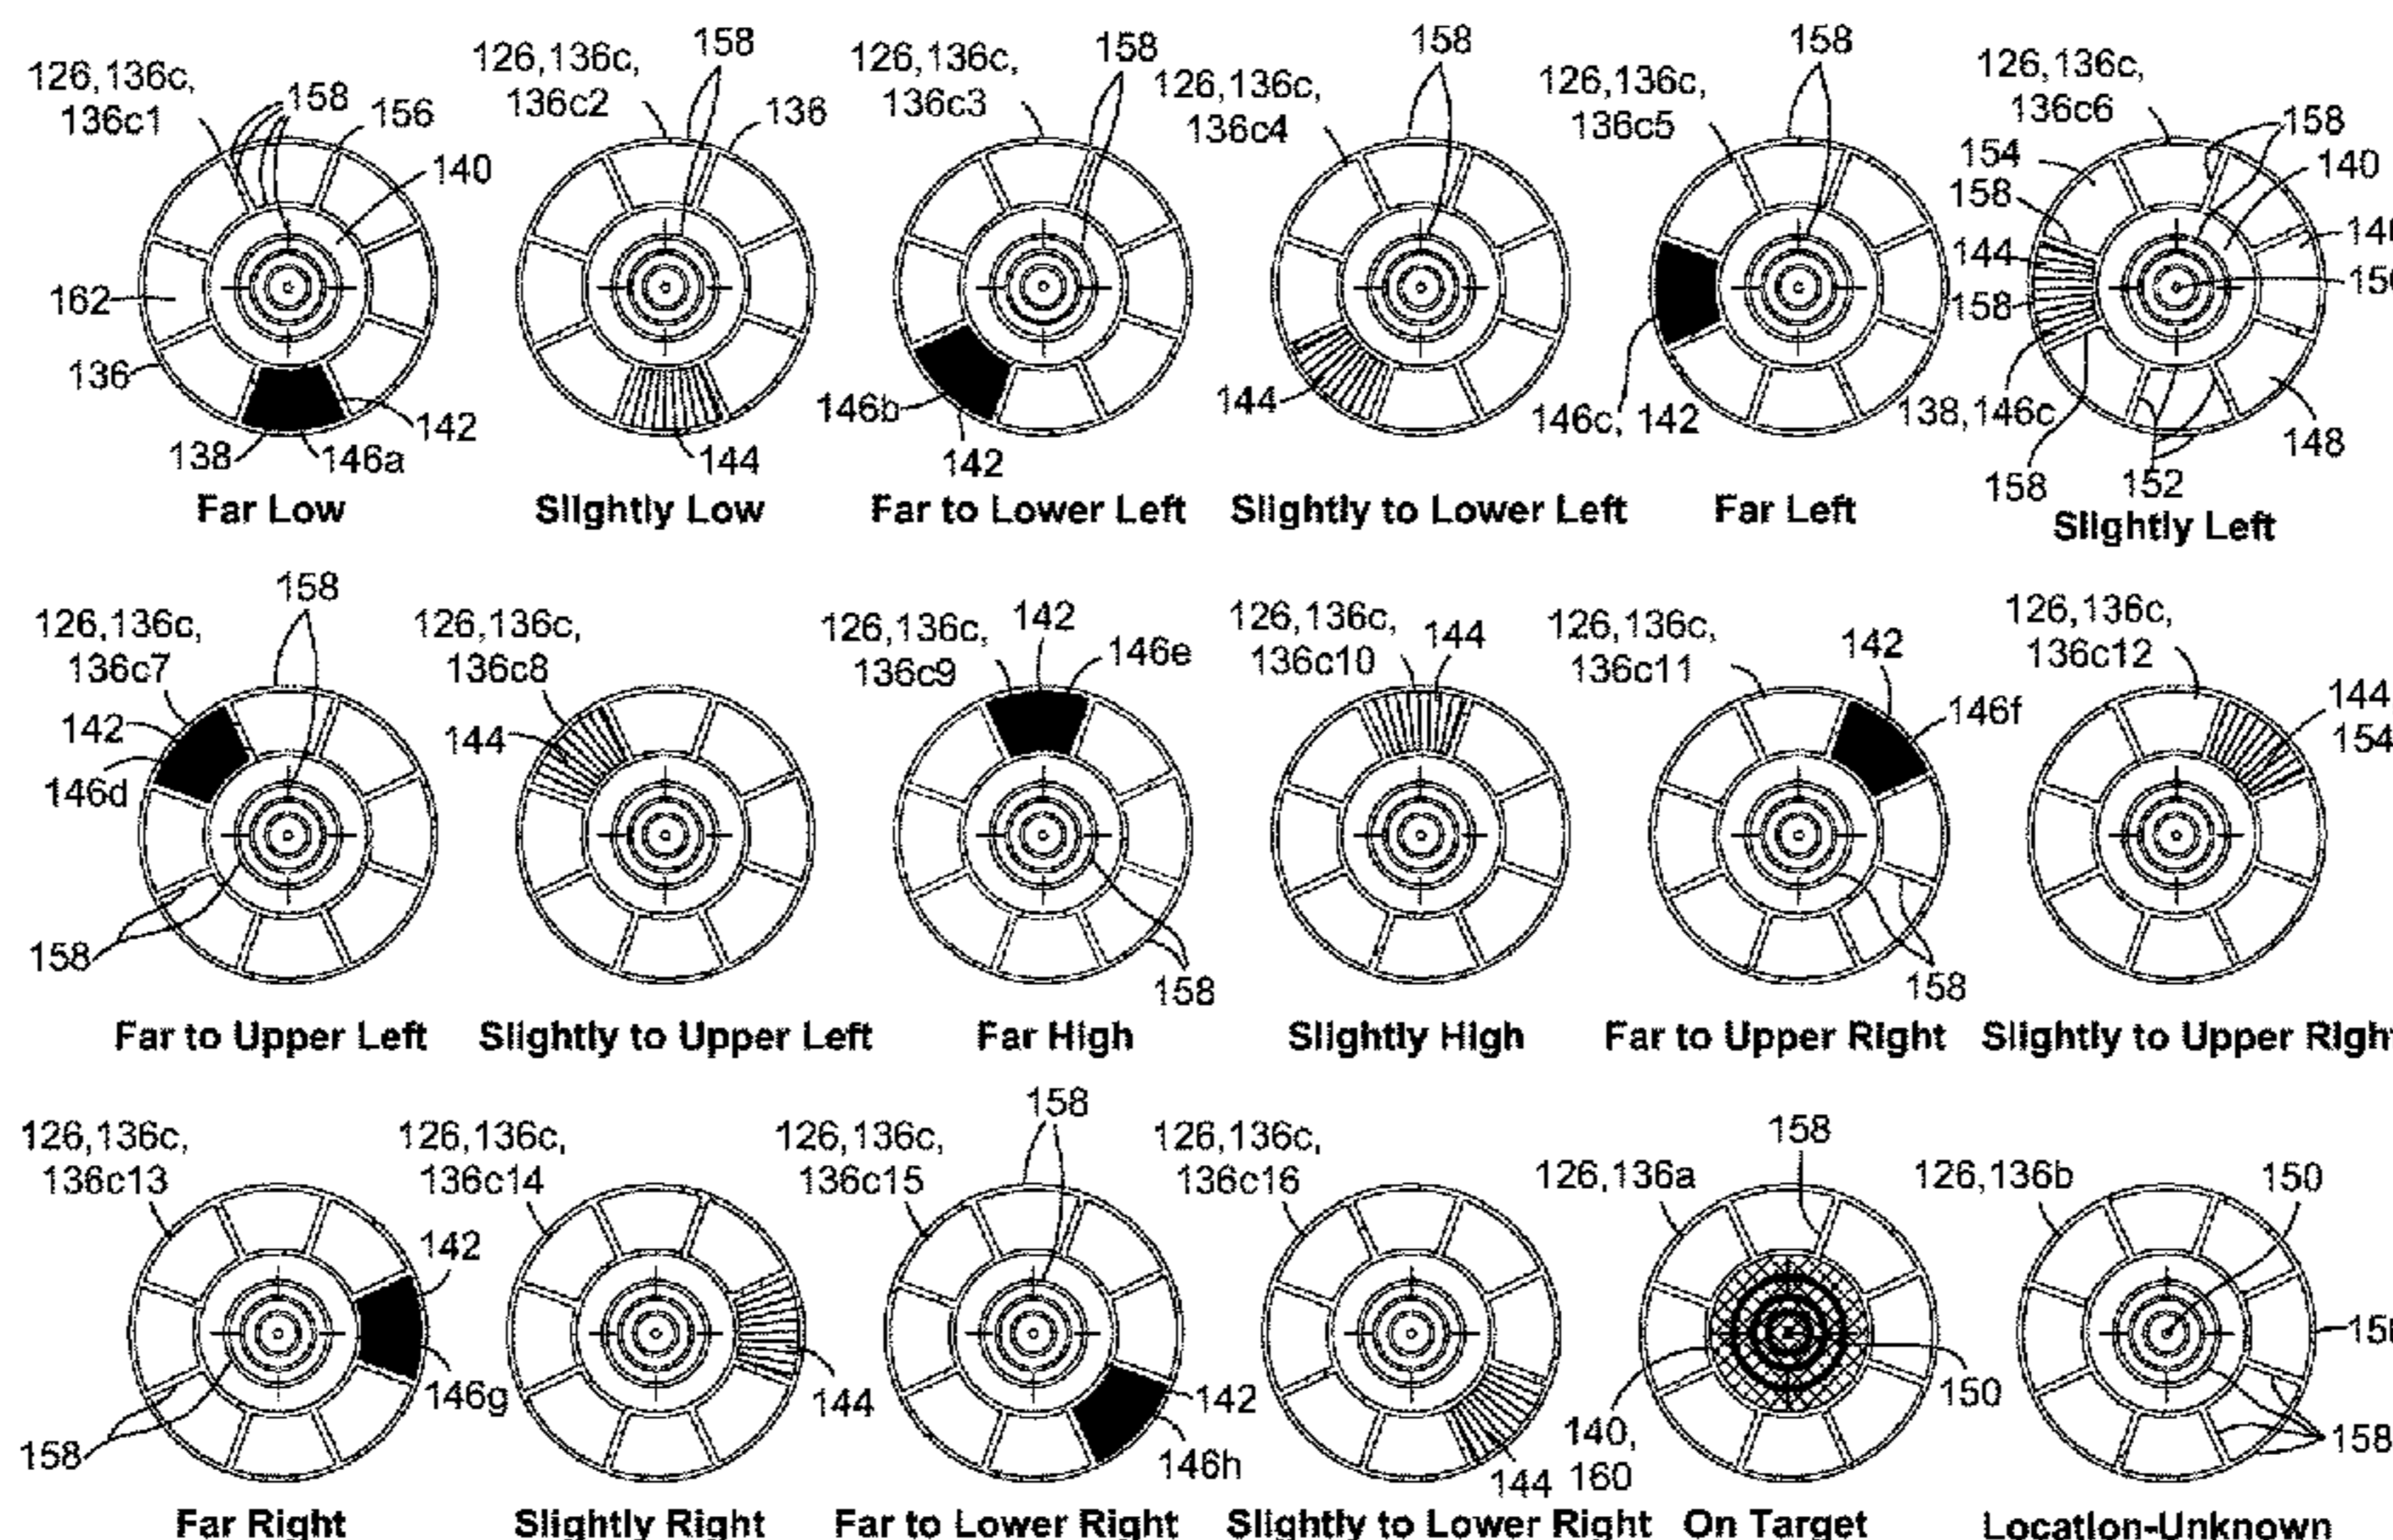 126,136c, 136c1
158
156
140
162
136
138
146a
142
Far Low
126,136c, 136c2
158
136
144
Slightly Low
126,136c, 136c3
158
146b
142
Far to Lower Left
126,136c, 136c4
158
144
Slightly to Lower Left
126,136c, 136c5
158
146c, 142
Far Left
126,136c, 136c6
158
154
140
158
144
158
138,146c
158
152
148
Slightly Left
126,136c, 136c7
158
142
146d
158
Far to Upper Left
126,136c, 136c8
144
Slightly to Upper Left
126,136c, 136c9
142
146e
158
Far High
126,136c, 136c10
144
Slightly High
126,136c, 136c11
142
146f
158
Far to Upper Right
126,136c, 136c12
144
154
Slightly to Upper Right
126,136c, 136c13
142
146g
158
Far Right
126,136c, 136c14
144
Slightly Right
126,136c, 136c15
158
142
146h
Far to Lower Right
126,136c, 136c16
144
Slightly to Lower Right
126,136a
158
150
140, 160
On Target
126,136b
150
158
Location-Unknown